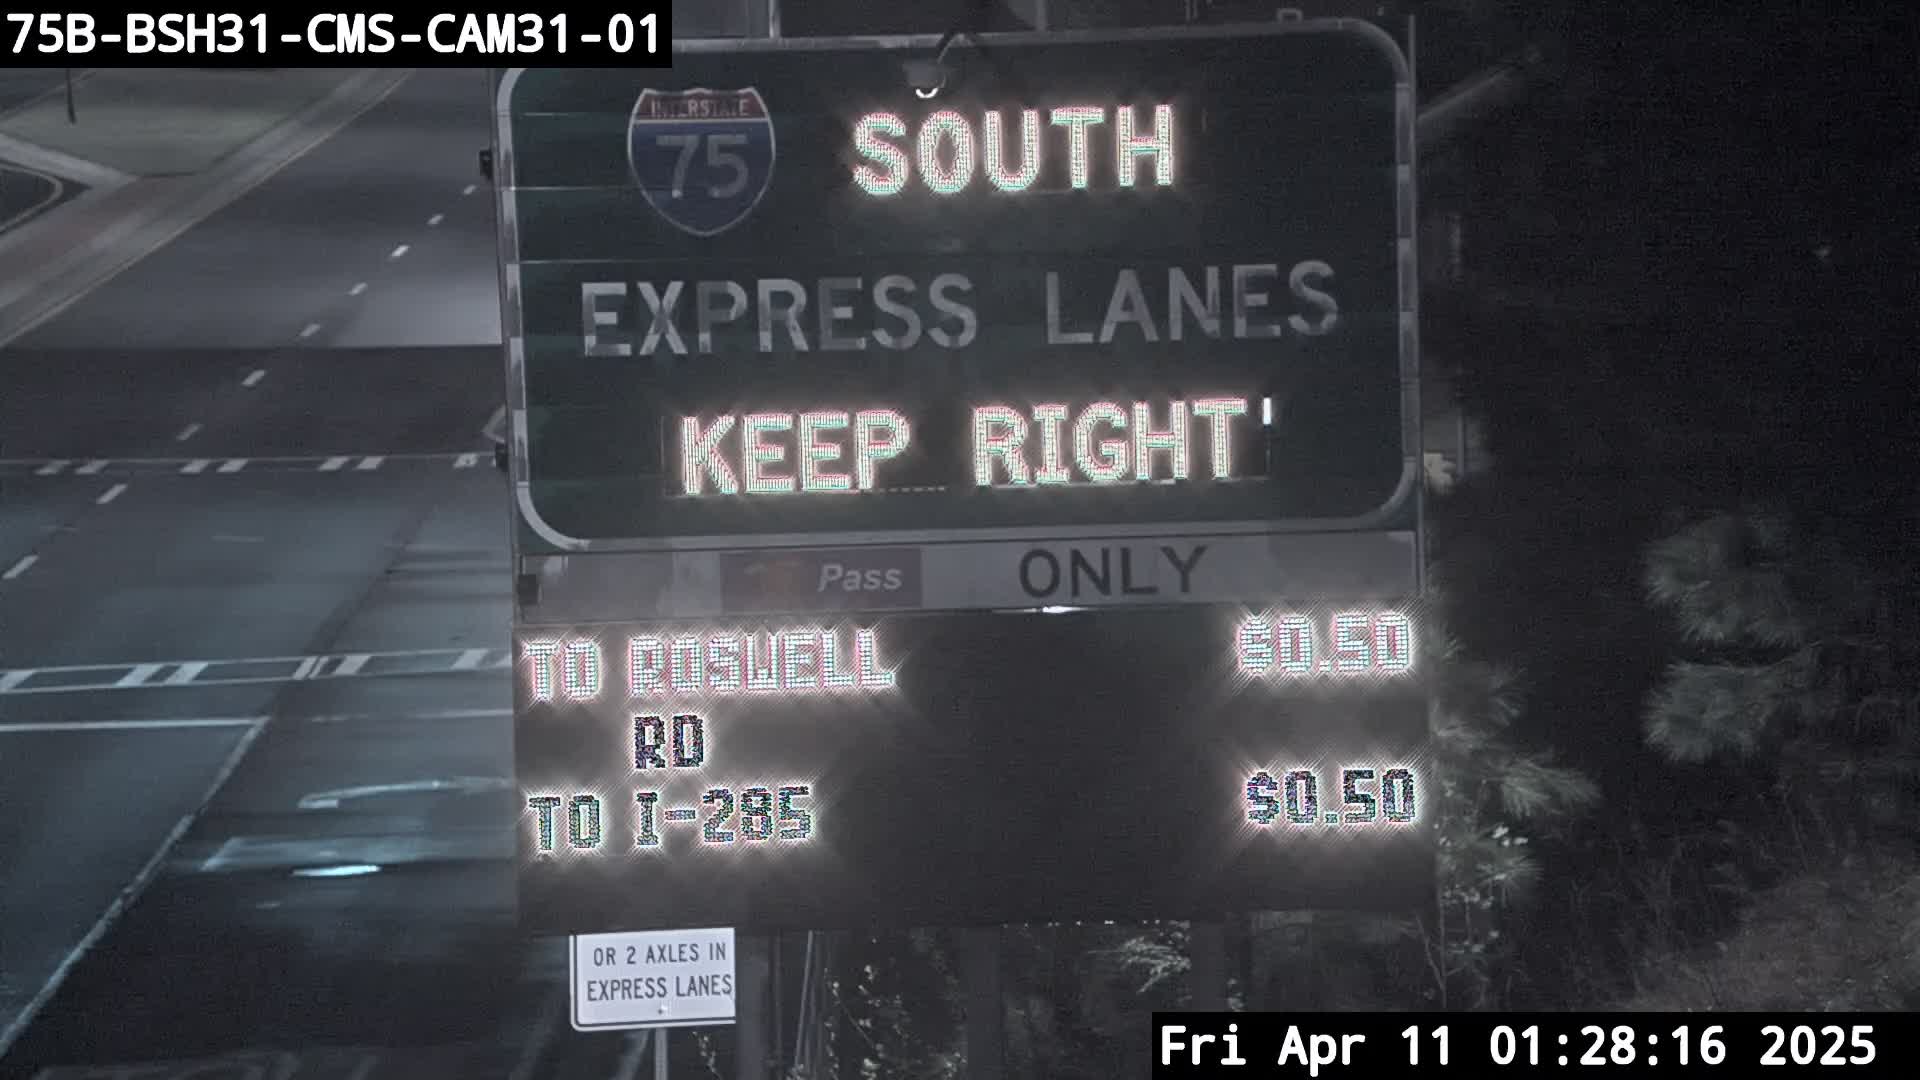 75B-BSH31-CMS-CAM31-01
INTERSTATE
75
SOUTH
EXPRESS LANES
KEEP RIGHT
Pass ONLY
TO ROSWELL $0.50
RD
TO I-285 $0.50
OR 2 AXLES IN
EXPRESS LANES
Fri Apr 11 01:28:16 2025